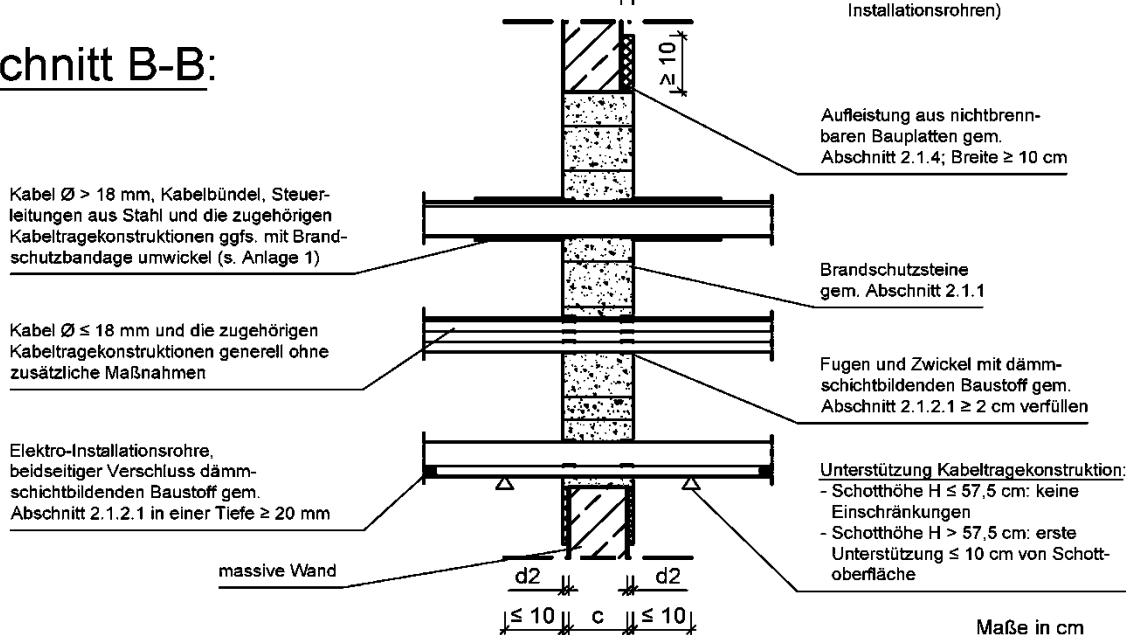 Installationsrohren)
chnitt B-B:
≥ 10
Aufleistung aus nichtbrenn-
baren Bauplatten gem.
Abschnitt 2.1.4; Breite ≥ 10 cm
Kabel Ø > 18 mm, Kabelbündel, Steuer-
leitungen aus Stahl und die zugehörigen
Kabeltragekonstruktionen ggfs. mit Brand-
schutzbandage umwickel (s. Anlage 1)
Brandschutzsteine
gem. Abschnitt 2.1.1
Kabel Ø ≤ 18 mm und die zugehörigen
Kabeltragekonstruktionen generell ohne
zusätzliche Maßnahmen
Fugen und Zwickel mit dämm-
schichtbildenden Baustoff gem.
Abschnitt 2.1.2.1 ≥ 2 cm verfüllen
Elektro-Installationsrohre,
beidseitiger Verschluss dämm-
schichtbildenden Baustoff gem.
Abschnitt 2.1.2.1 in einer Tiefe ≥ 20 mm
Unterstützung Kabeltragekonstruktion:
- Schotthöhe H ≤ 57,5 cm: keine
Einschränkungen
- Schotthöhe H > 57,5 cm: erste
Unterstützung ≤ 10 cm von Schott-
oberfläche
massive Wand
d2 d2
≤ 10 c ≤ 10
Maße in cm